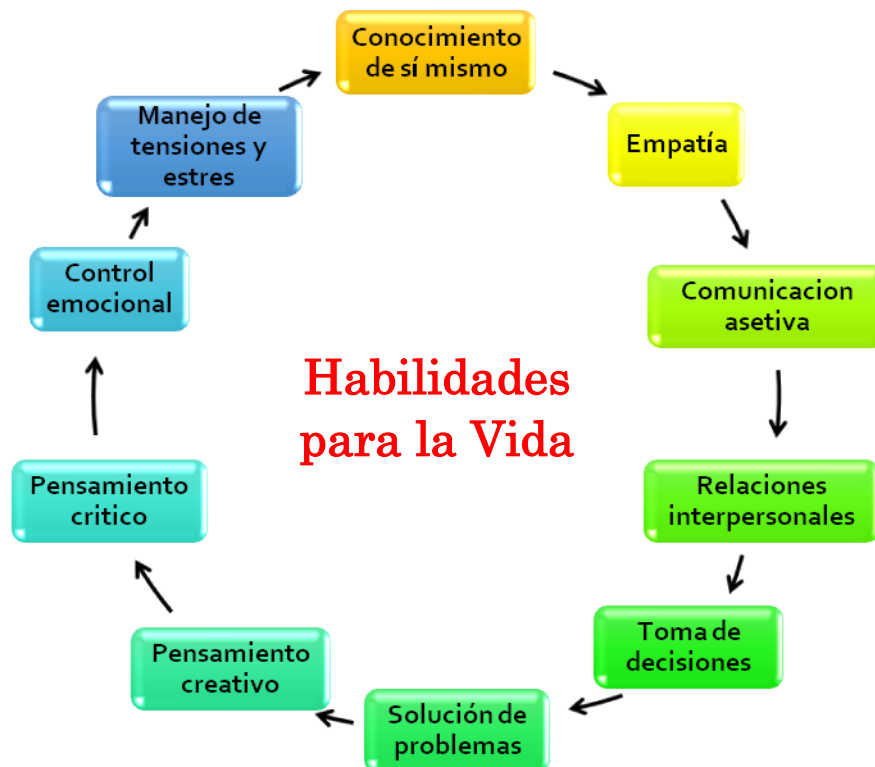 Conocimiento
de sí mismo
Empatía
Comunicacion
asetiva
Relaciones
interpersonales
Toma de
decisiones
Solución de
problemas
Pensamiento
creativo
Pensamiento
critico
Control
emocional
Manejo de
tensiones y
estres
Habilidades
para la Vida